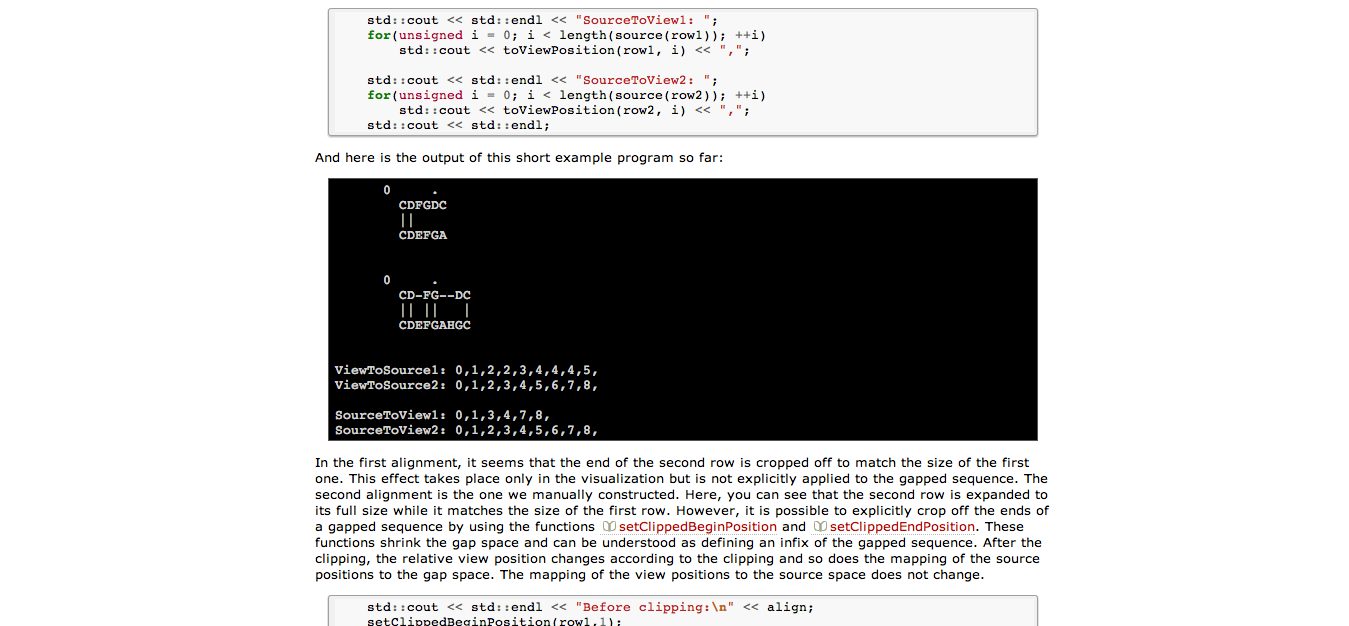 std::cout << std::endl << "SourceToView1: ";
for(unsigned i = 0; i < length(source(row1)); ++i)
    std::cout << toViewPosition(row1, i) << ",";

std::cout << std::endl << "SourceToView2: ";
for(unsigned i = 0; i < length(source(row2)); ++i)
    std::cout << toViewPosition(row2, i) << ",";
std::cout << std::endl;
And here is the output of this short example program so far:
      0     .
        CDFGDC
        ||
        CDEFGA

      0     .
        CD-FG--DC
        || ||   |
        CDEFGAHGC

ViewToSource1: 0,1,2,2,3,4,4,4,5,
ViewToSource2: 0,1,2,3,4,5,6,7,8,

SourceToView1: 0,1,3,4,7,8,
SourceToView2: 0,1,2,3,4,5,6,7,8,
In the first alignment, it seems that the end of the second row is cropped off to match the size of the first
one. This effect takes place only in the visualization but is not explicitly applied to the gapped sequence. The
second alignment is the one we manually constructed. Here, you can see that the second row is expanded to
its full size while it matches the size of the first row. However, it is possible to explicitly crop off the ends of
a gapped sequence by using the functions setClippedBeginPosition and setClippedEndPosition. These
functions shrink the gap space and can be understood as defining an infix of the gapped sequence. After the
clipping, the relative view position changes according to the clipping and so does the mapping of the source
positions to the gap space. The mapping of the view positions to the source space does not change.
std::cout << std::endl << "Before clipping:\n" << align;
setClippedBeginPosition(row1,1);